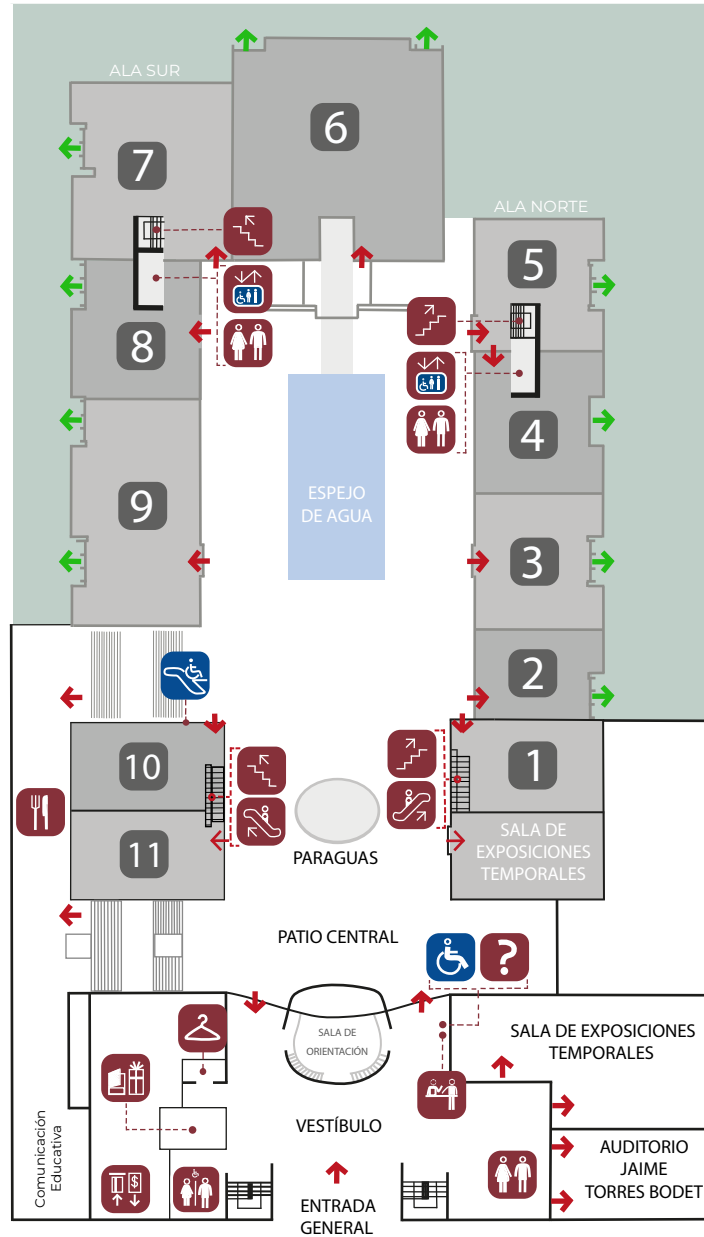 ALA SUR
6
7
ALA NORTE
5
8
4
9
ESPEJO
DE AGUA
3
2
10
1
11
PARAGUAS
SALA DE
EXPOSICIONES
TEMPORALES
PATIO CENTRAL
?
SALA DE
ORIENTACIÓN
SALA DE EXPOSICIONES
TEMPORALES
VESTÍBULO
Comunicación
Educativa
$
ENTRADA
GENERAL
AUDITORIO
JAIME
TORRES BODET